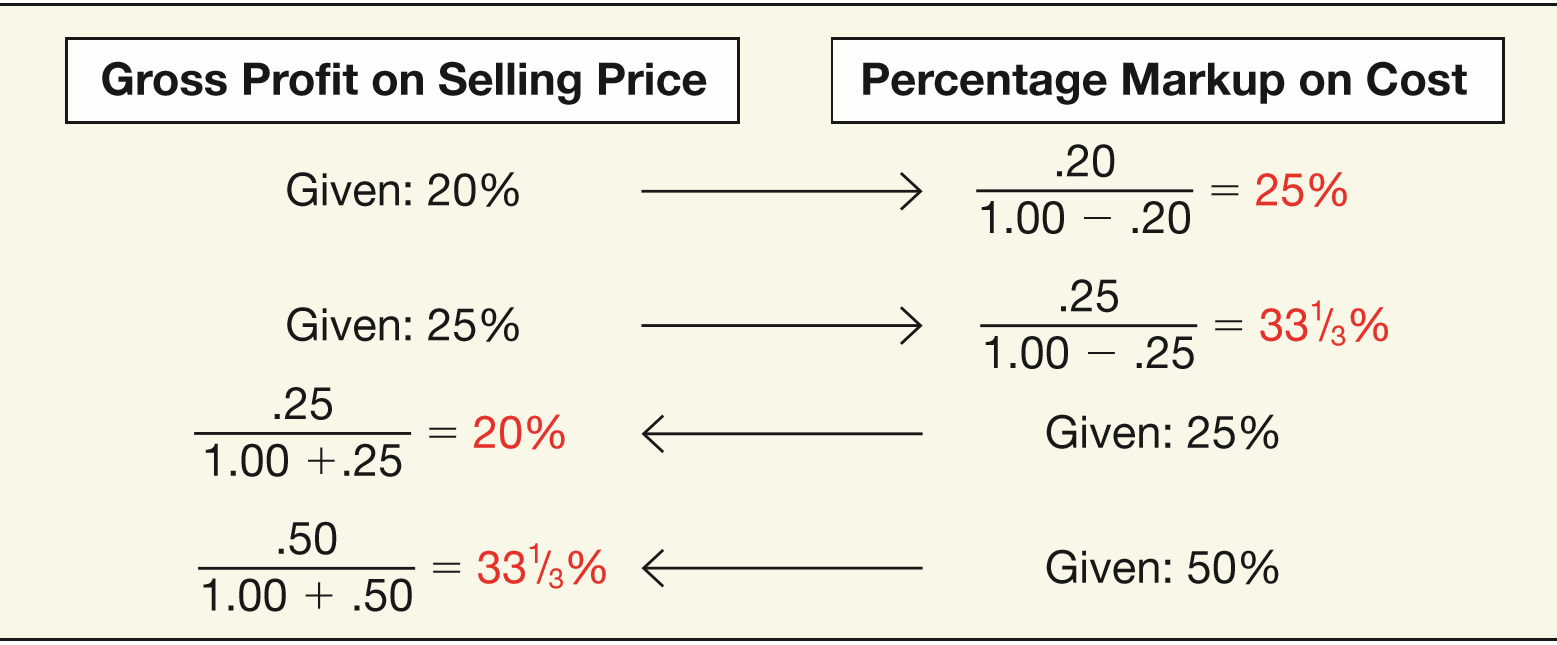 Gross Profit on Selling Price
Percentage Markup on Cost
Given: 20%
.20
1.00 − .20
= 25%
Given: 25%
.25
1.00 − .25
= 33⅓%
.25
1.00 +.25
= 20%
Given: 25%
.50
1.00 + .50
= 33⅓%
Given: 50%